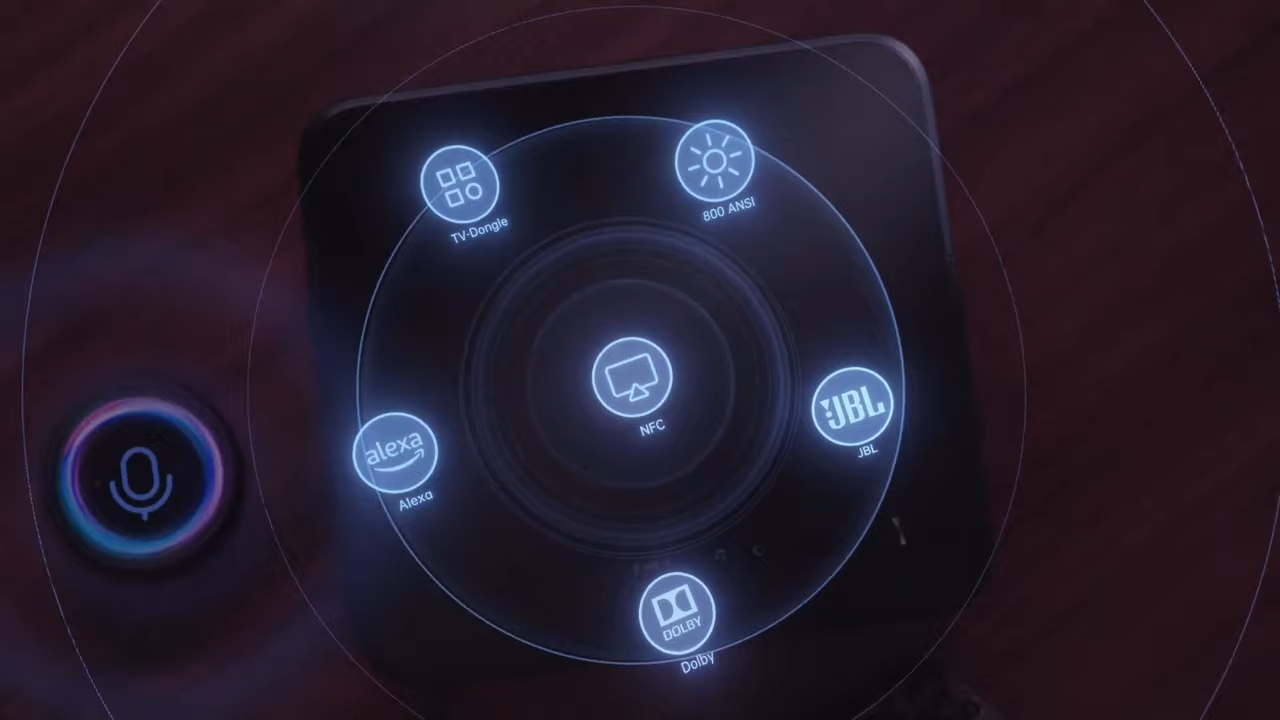 TV-Dongle
800 ANSI
NFC
JBL
JBL
alexa
Alexa
DOLBY
Dolby